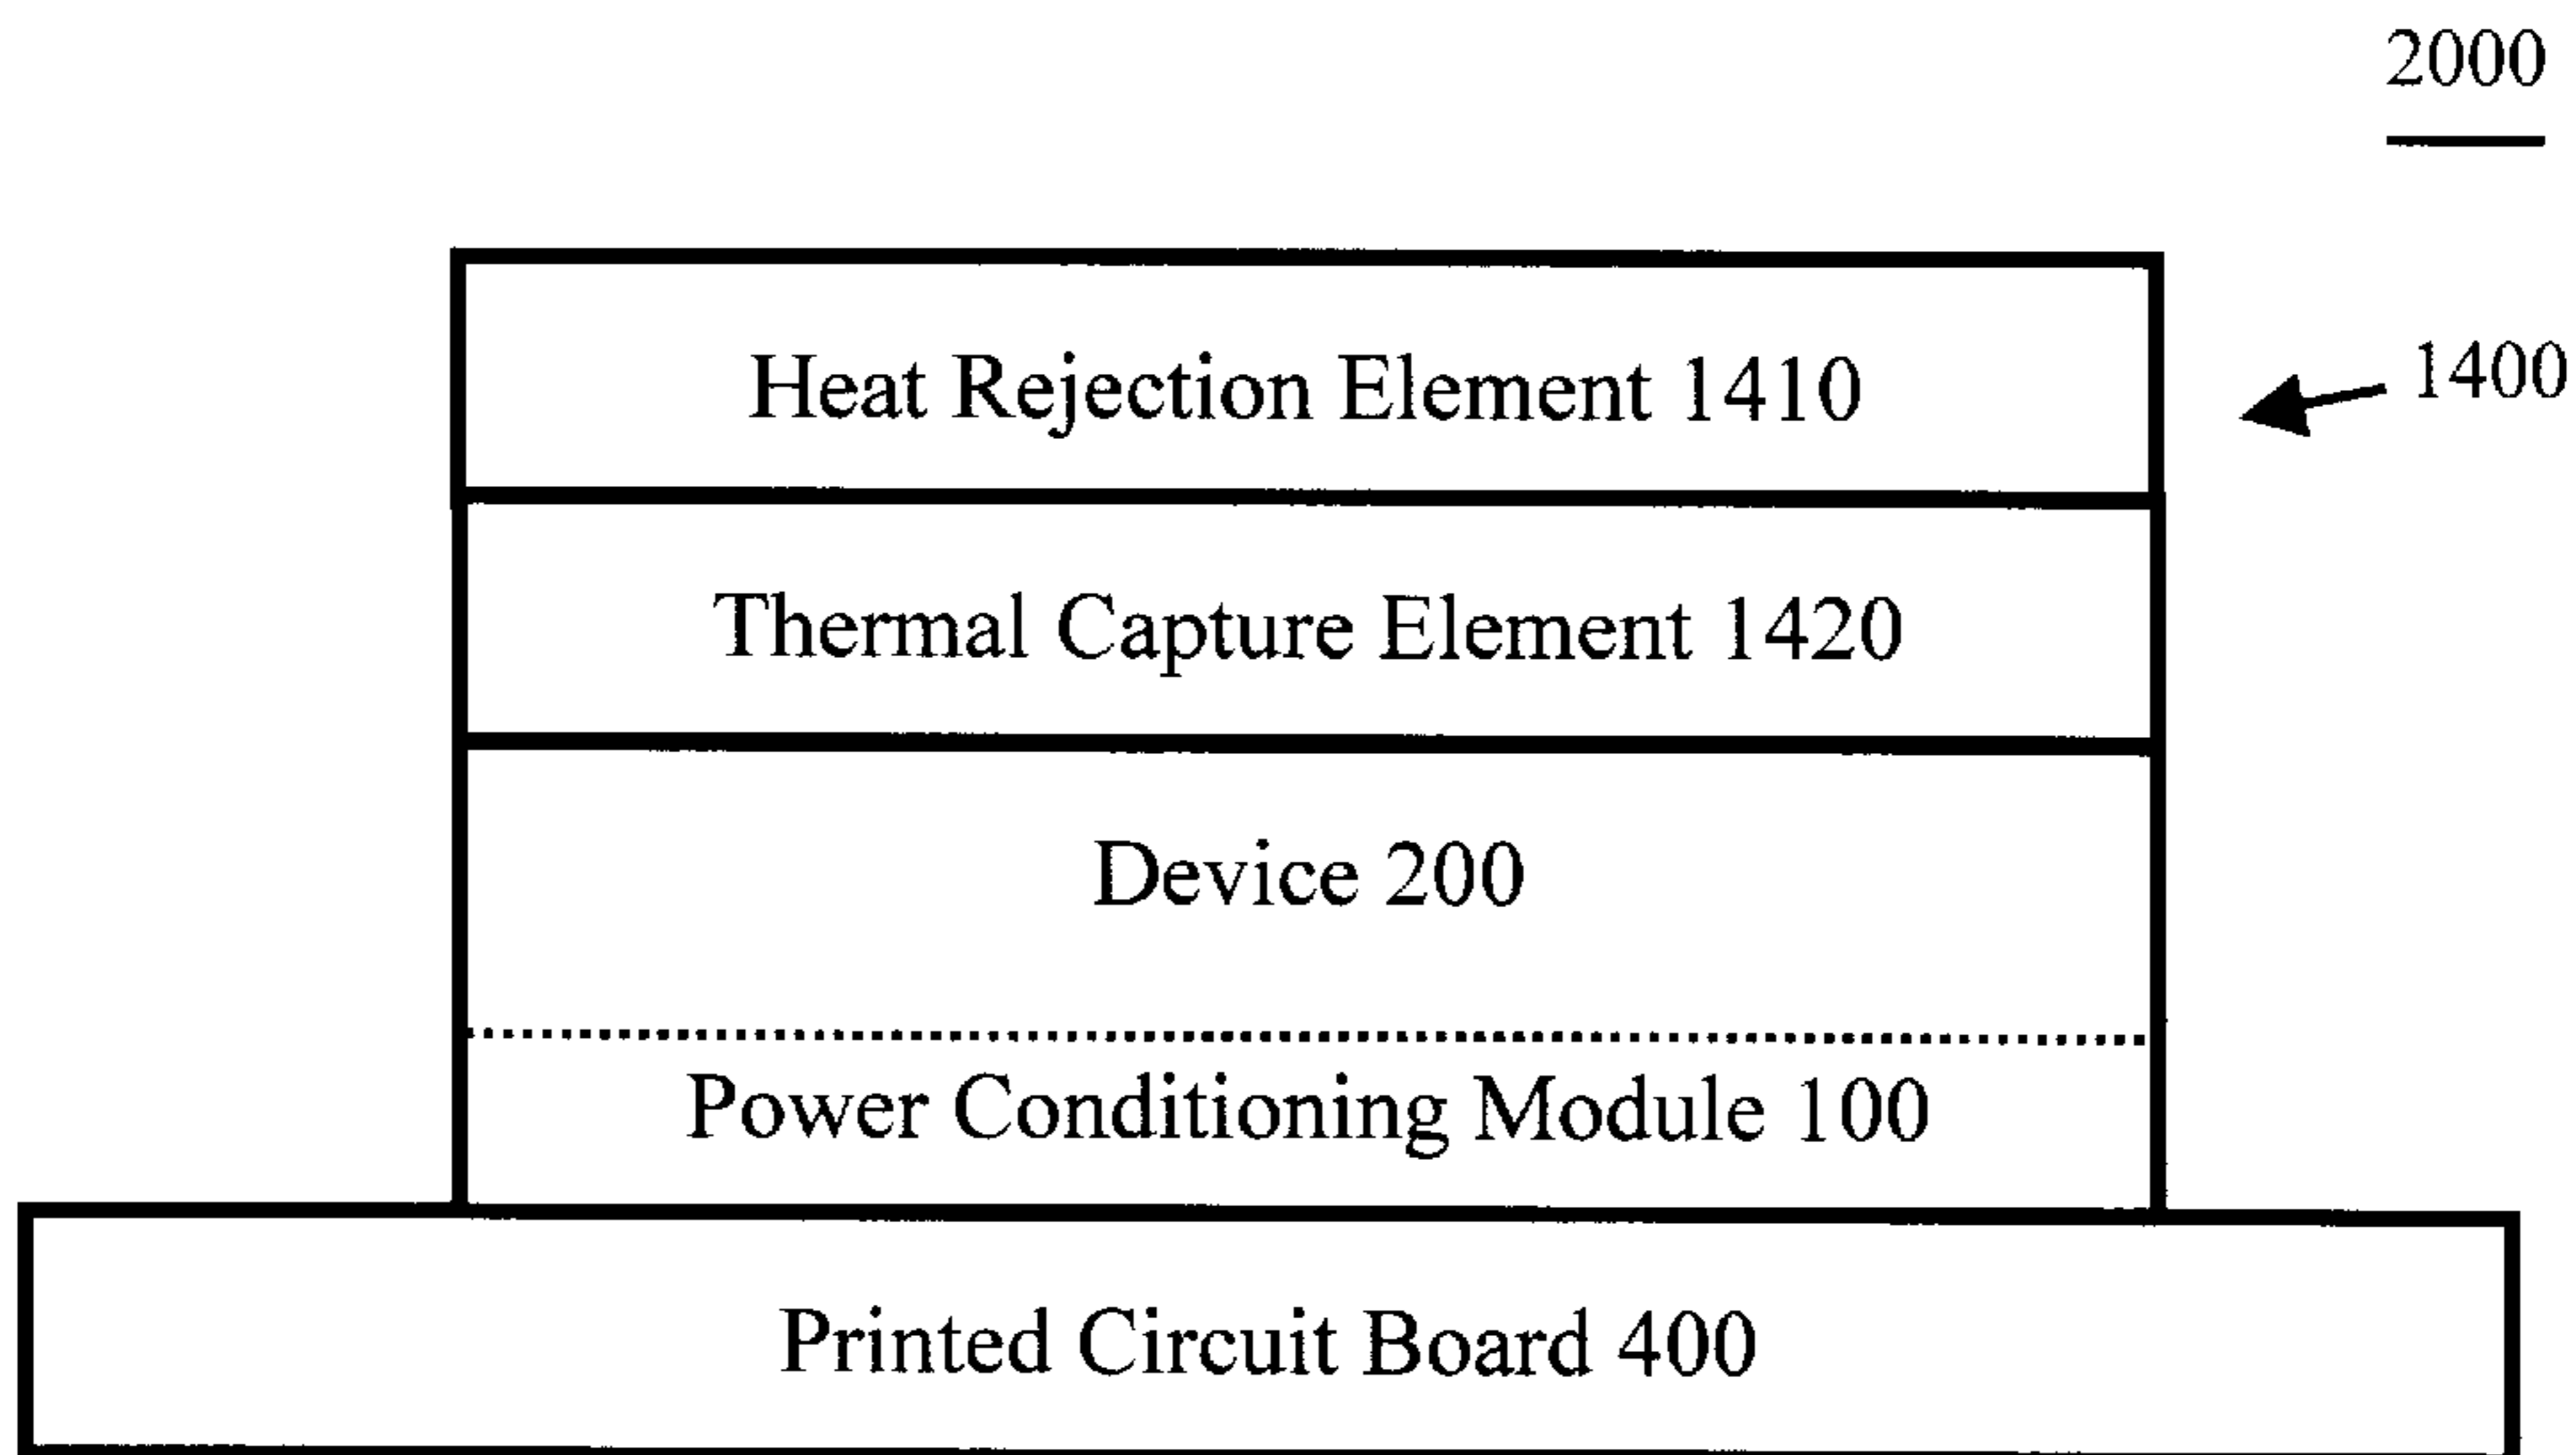 2000
Heat Rejection Element 1410
1400
Thermal Capture Element 1420
Device 200
Power Conditioning Module 100
Printed Circuit Board 400